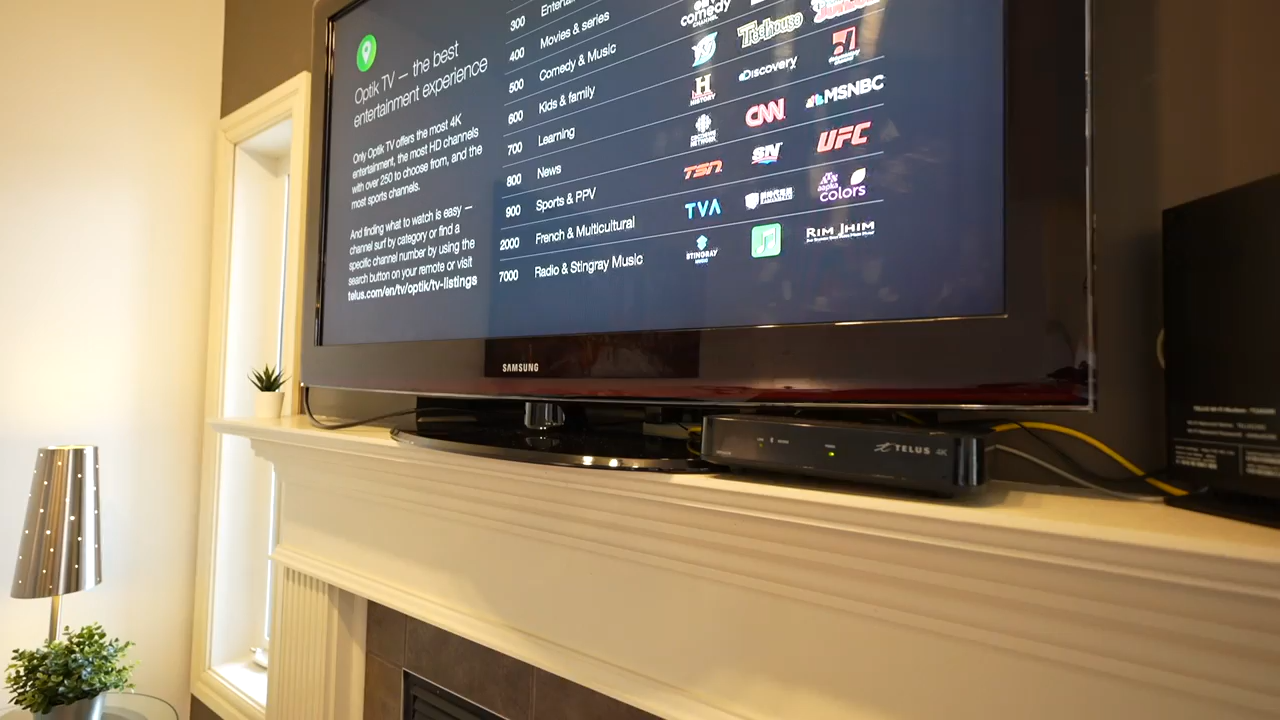 Optik TV — the best
entertainment experience
Only Optik TV offers the most 4K
entertainment, the most HD channels
with over 250 to choose from, and the
most sports channels.
And finding what to watch is easy —
channel surf by category or find a
specific channel number by using the
search button on your remote or visit
telus.com/en/tv/optik/tv-listings
300
400 Movies & series
500 Comedy & Music
600 Kids & family
700 Learning
800 News
900 Sports & PPV
2000 French & Multicultural
7000 Radio & Stingray Music
comedy
CHANNEL
Treehouse
H
HISTORY
Discovery
CNN
MSNBC
TSN
SN
UFC
TVA
aapka
colors
STINGRAY
MUSIC
RIM JHIM
SAMSUNG
TELUS 4K